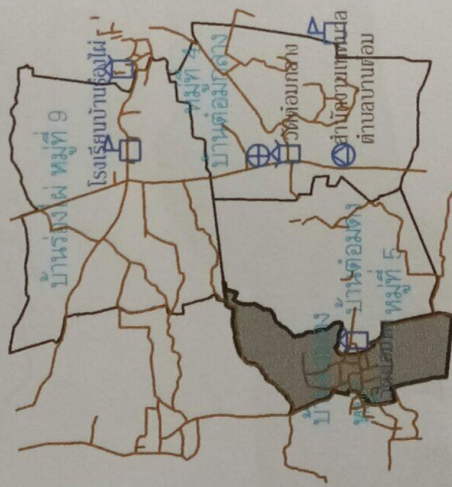 บ้านร่องไผ่ หมู่ที่ 9
โรงเรียนบ้านร่องไผ่
หมู่ที่ 4
บ้านต๋อมกลาง
วัดต๋อมกลาง
สำนักงานเทศบาล
ตำบลบ้านต๋อม
บ้านต๋อมดง
หมู่ที่ 5